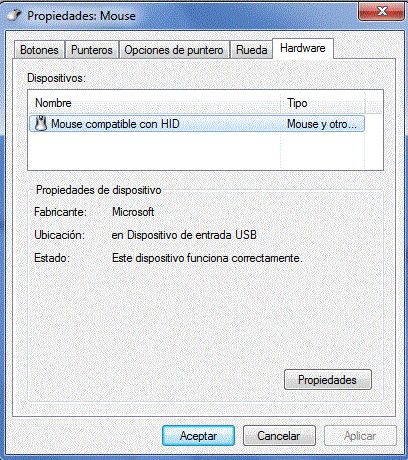 Propiedades: Mouse
Botones Punteros Opciones de puntero Rueda Hardware
Dispositivos:
Nombre Tipo
Mouse compatible con HID Mouse y otro...
Propiedades de dispositivo
Fabricante: Microsoft
Ubicación: en Dispositivo de entrada USB
Estado: Este dispositivo funciona correctamente.
Propiedades
Aceptar Cancelar Aplicar